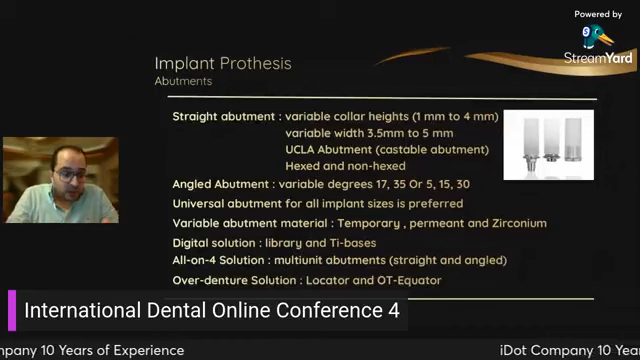 Powered by
StreamYard
Implant Prothesis
Abutments
Straight abutment : variable collar heights (1 mm to 4 mm)
variable width 3.5mm to 5 mm
UCLA Abutment (castable abutment)
Hexed and non-hexed
Angled Abutment : variable degrees 17, 35 Or 5, 15, 30
Universal abutment for all implant sizes is preferred
Variable abutment material : Temporary , permeant and Zirconium
Digital solution : library and Ti-bases
All-on-4 Solution : multiunit abutments (straight and angled)
Over-denture Solution : Locator and OT-Equator
International Dental Online Conference 4
mpany 10 Years of Experience
iDot Company 10 Yea